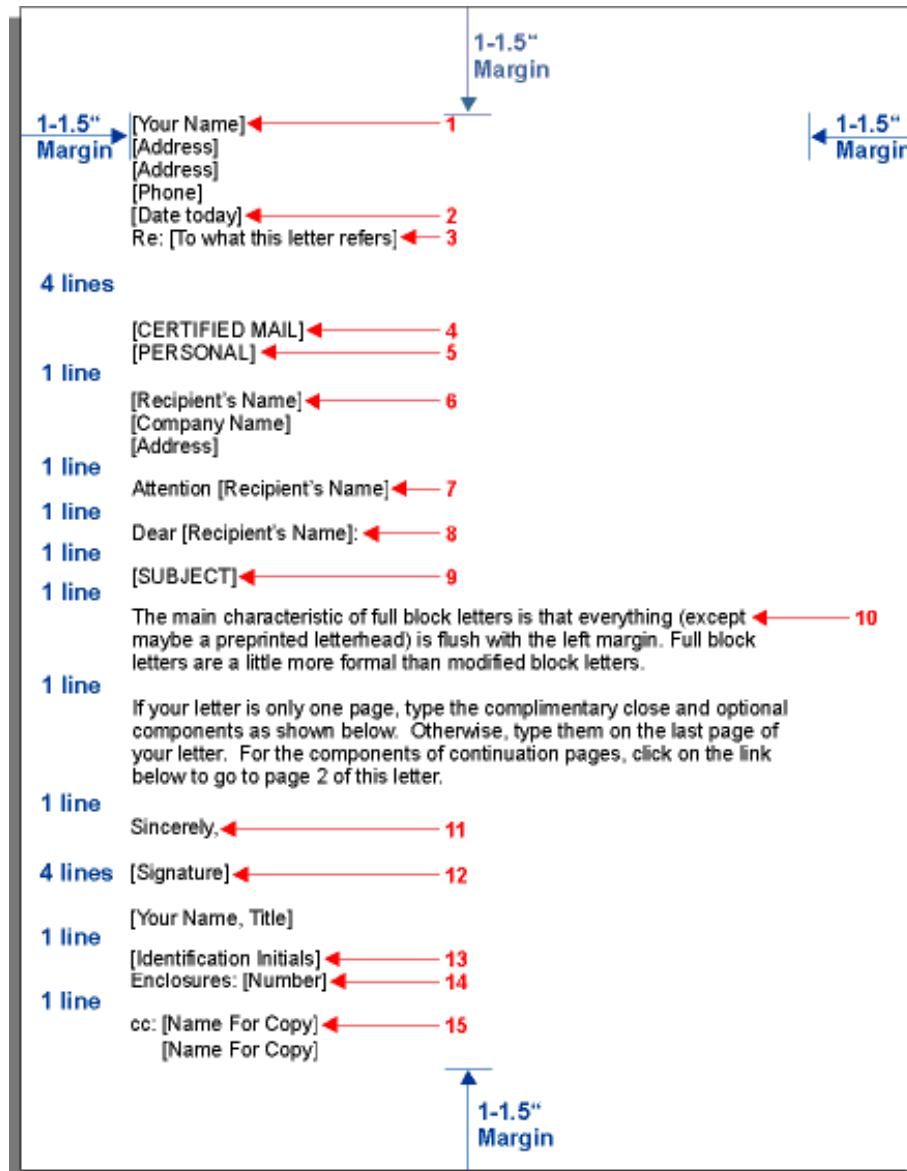 1-1.5“
Margin
1-1.5“
Margin
[Your Name] 1
1-1.5“
Margin
[Address]
[Address]
[Phone]
[Date today] 2
Re: [To what this letter refers] 3
4 lines
[CERTIFIED MAIL] 4
[PERSONAL] 5
1 line
[Recipient's Name] 6
[Company Name]
[Address]
1 line
Attention [Recipient's Name] 7
1 line
Dear [Recipient's Name]: 8
1 line
[SUBJECT] 9
1 line
The main characteristic of full block letters is that everything (except 10
maybe a preprinted letterhead) is flush with the left margin. Full block
letters are a little more formal than modified block letters.
1 line
If your letter is only one page, type the complimentary close and optional
components as shown below. Otherwise, type them on the last page of
your letter. For the components of continuation pages, click on the link
below to go to page 2 of this letter.
1 line
Sincerely, 11
4 lines [Signature] 12
[Your Name, Title]
1 line
[Identification Initials] 13
Enclosures: [Number] 14
1 line
cc: [Name For Copy] 15
[Name For Copy]
1-1.5“
Margin